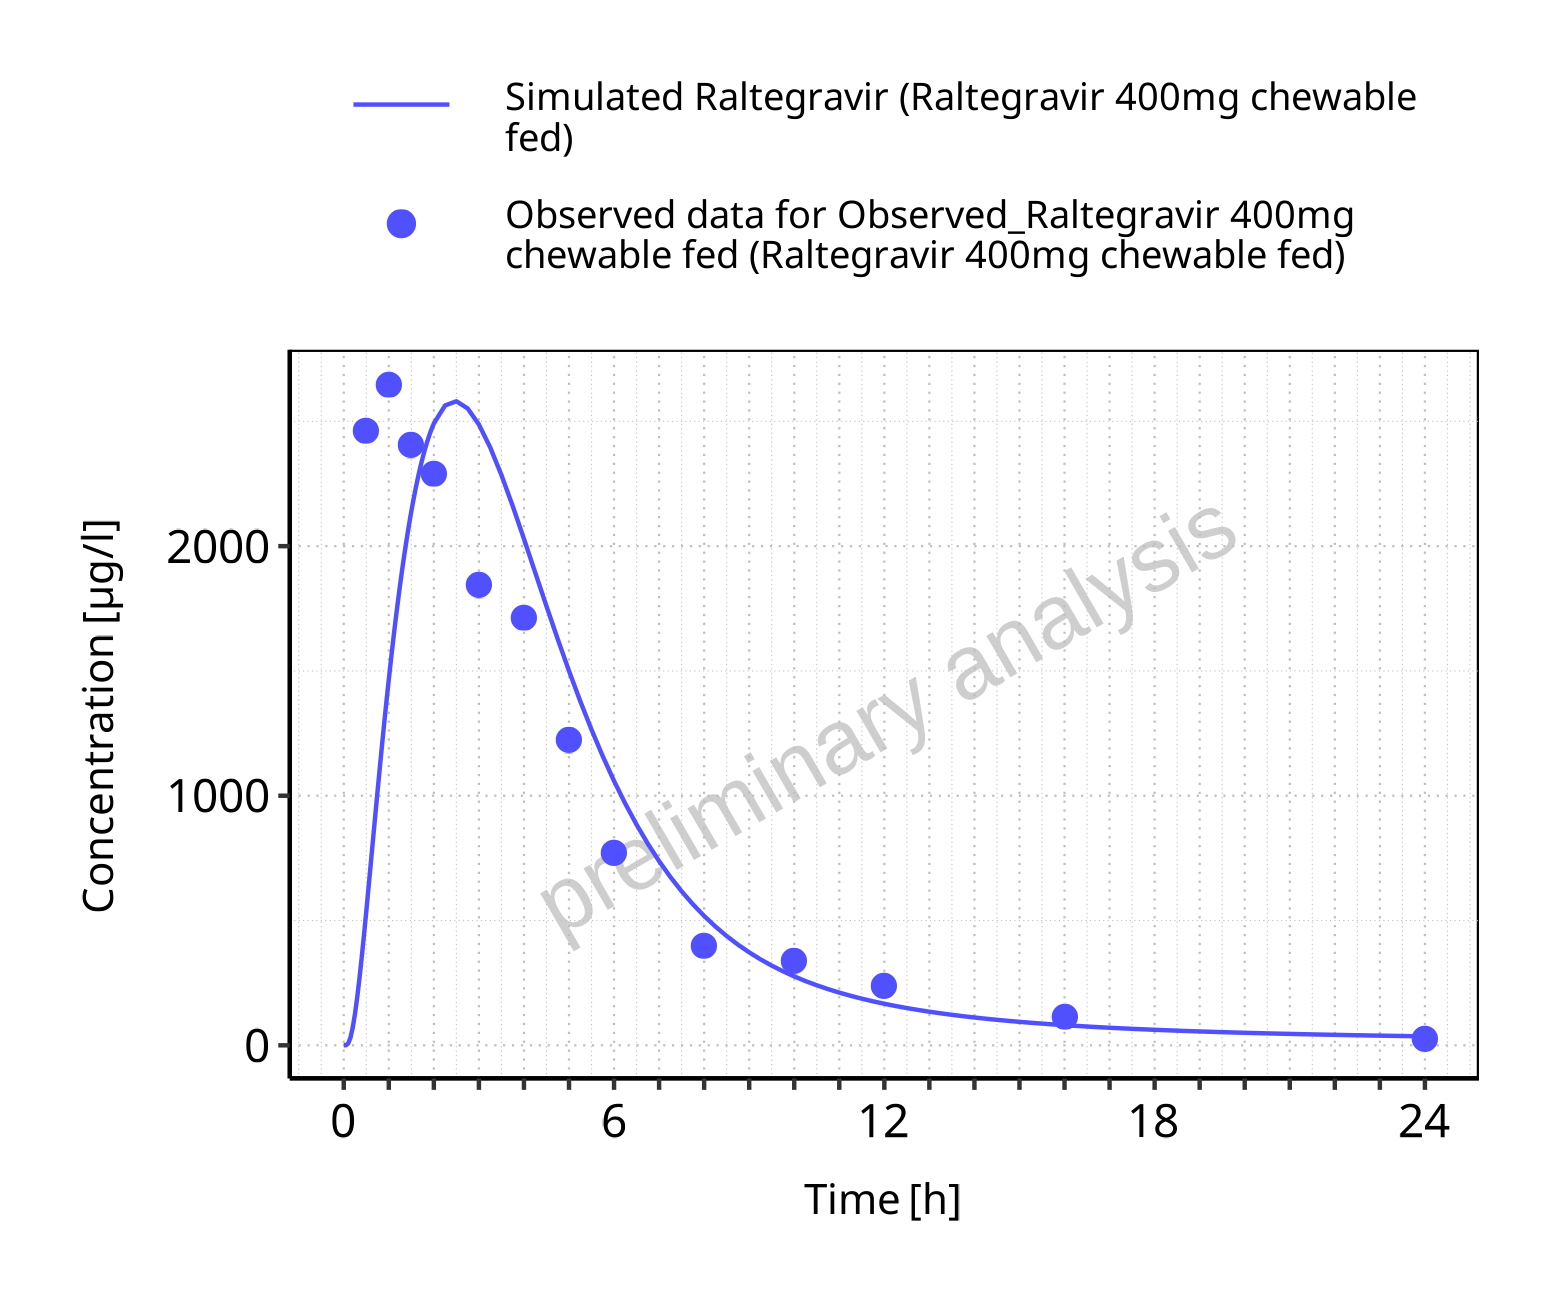 Simulated Raltegravir (Raltegravir 400mg chewable
fed)
Observed data for Observed_Raltegravir 400mg
chewable fed (Raltegravir 400mg chewable fed)
Concentration [µg/l]
2000
1000
0
preliminary analysis
0 6 12 18 24
Time [h]